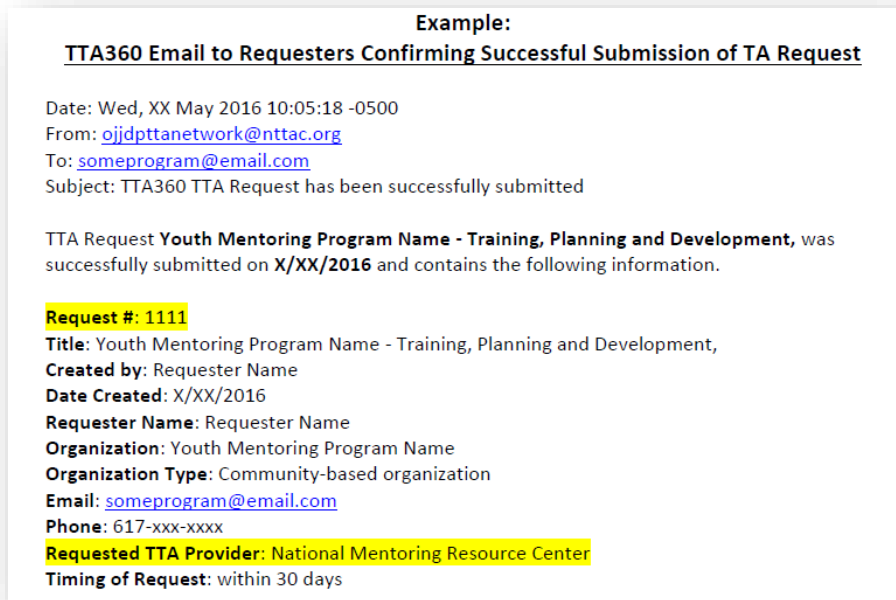 Example:
TTA360 Email to Requesters Confirming Successful Submission of TA Request
Date: Wed, XX May 2016 10:05:18 -0500
From: ojjdpttanetwork@nttac.org
To: someprogram@email.com
Subject: TTA360 TTA Request has been successfully submitted
TTA Request Youth Mentoring Program Name - Training, Planning and Development, was
successfully submitted on X/XX/2016 and contains the following information.
Request #: 1111
Title: Youth Mentoring Program Name - Training, Planning and Development,
Created by: Requester Name
Date Created: X/XX/2016
Requester Name: Requester Name
Organization: Youth Mentoring Program Name
Organization Type: Community-based organization
Email: someprogram@email.com
Phone: 617-xxx-xxxx
Requested TTA Provider: National Mentoring Resource Center
Timing of Request: within 30 days